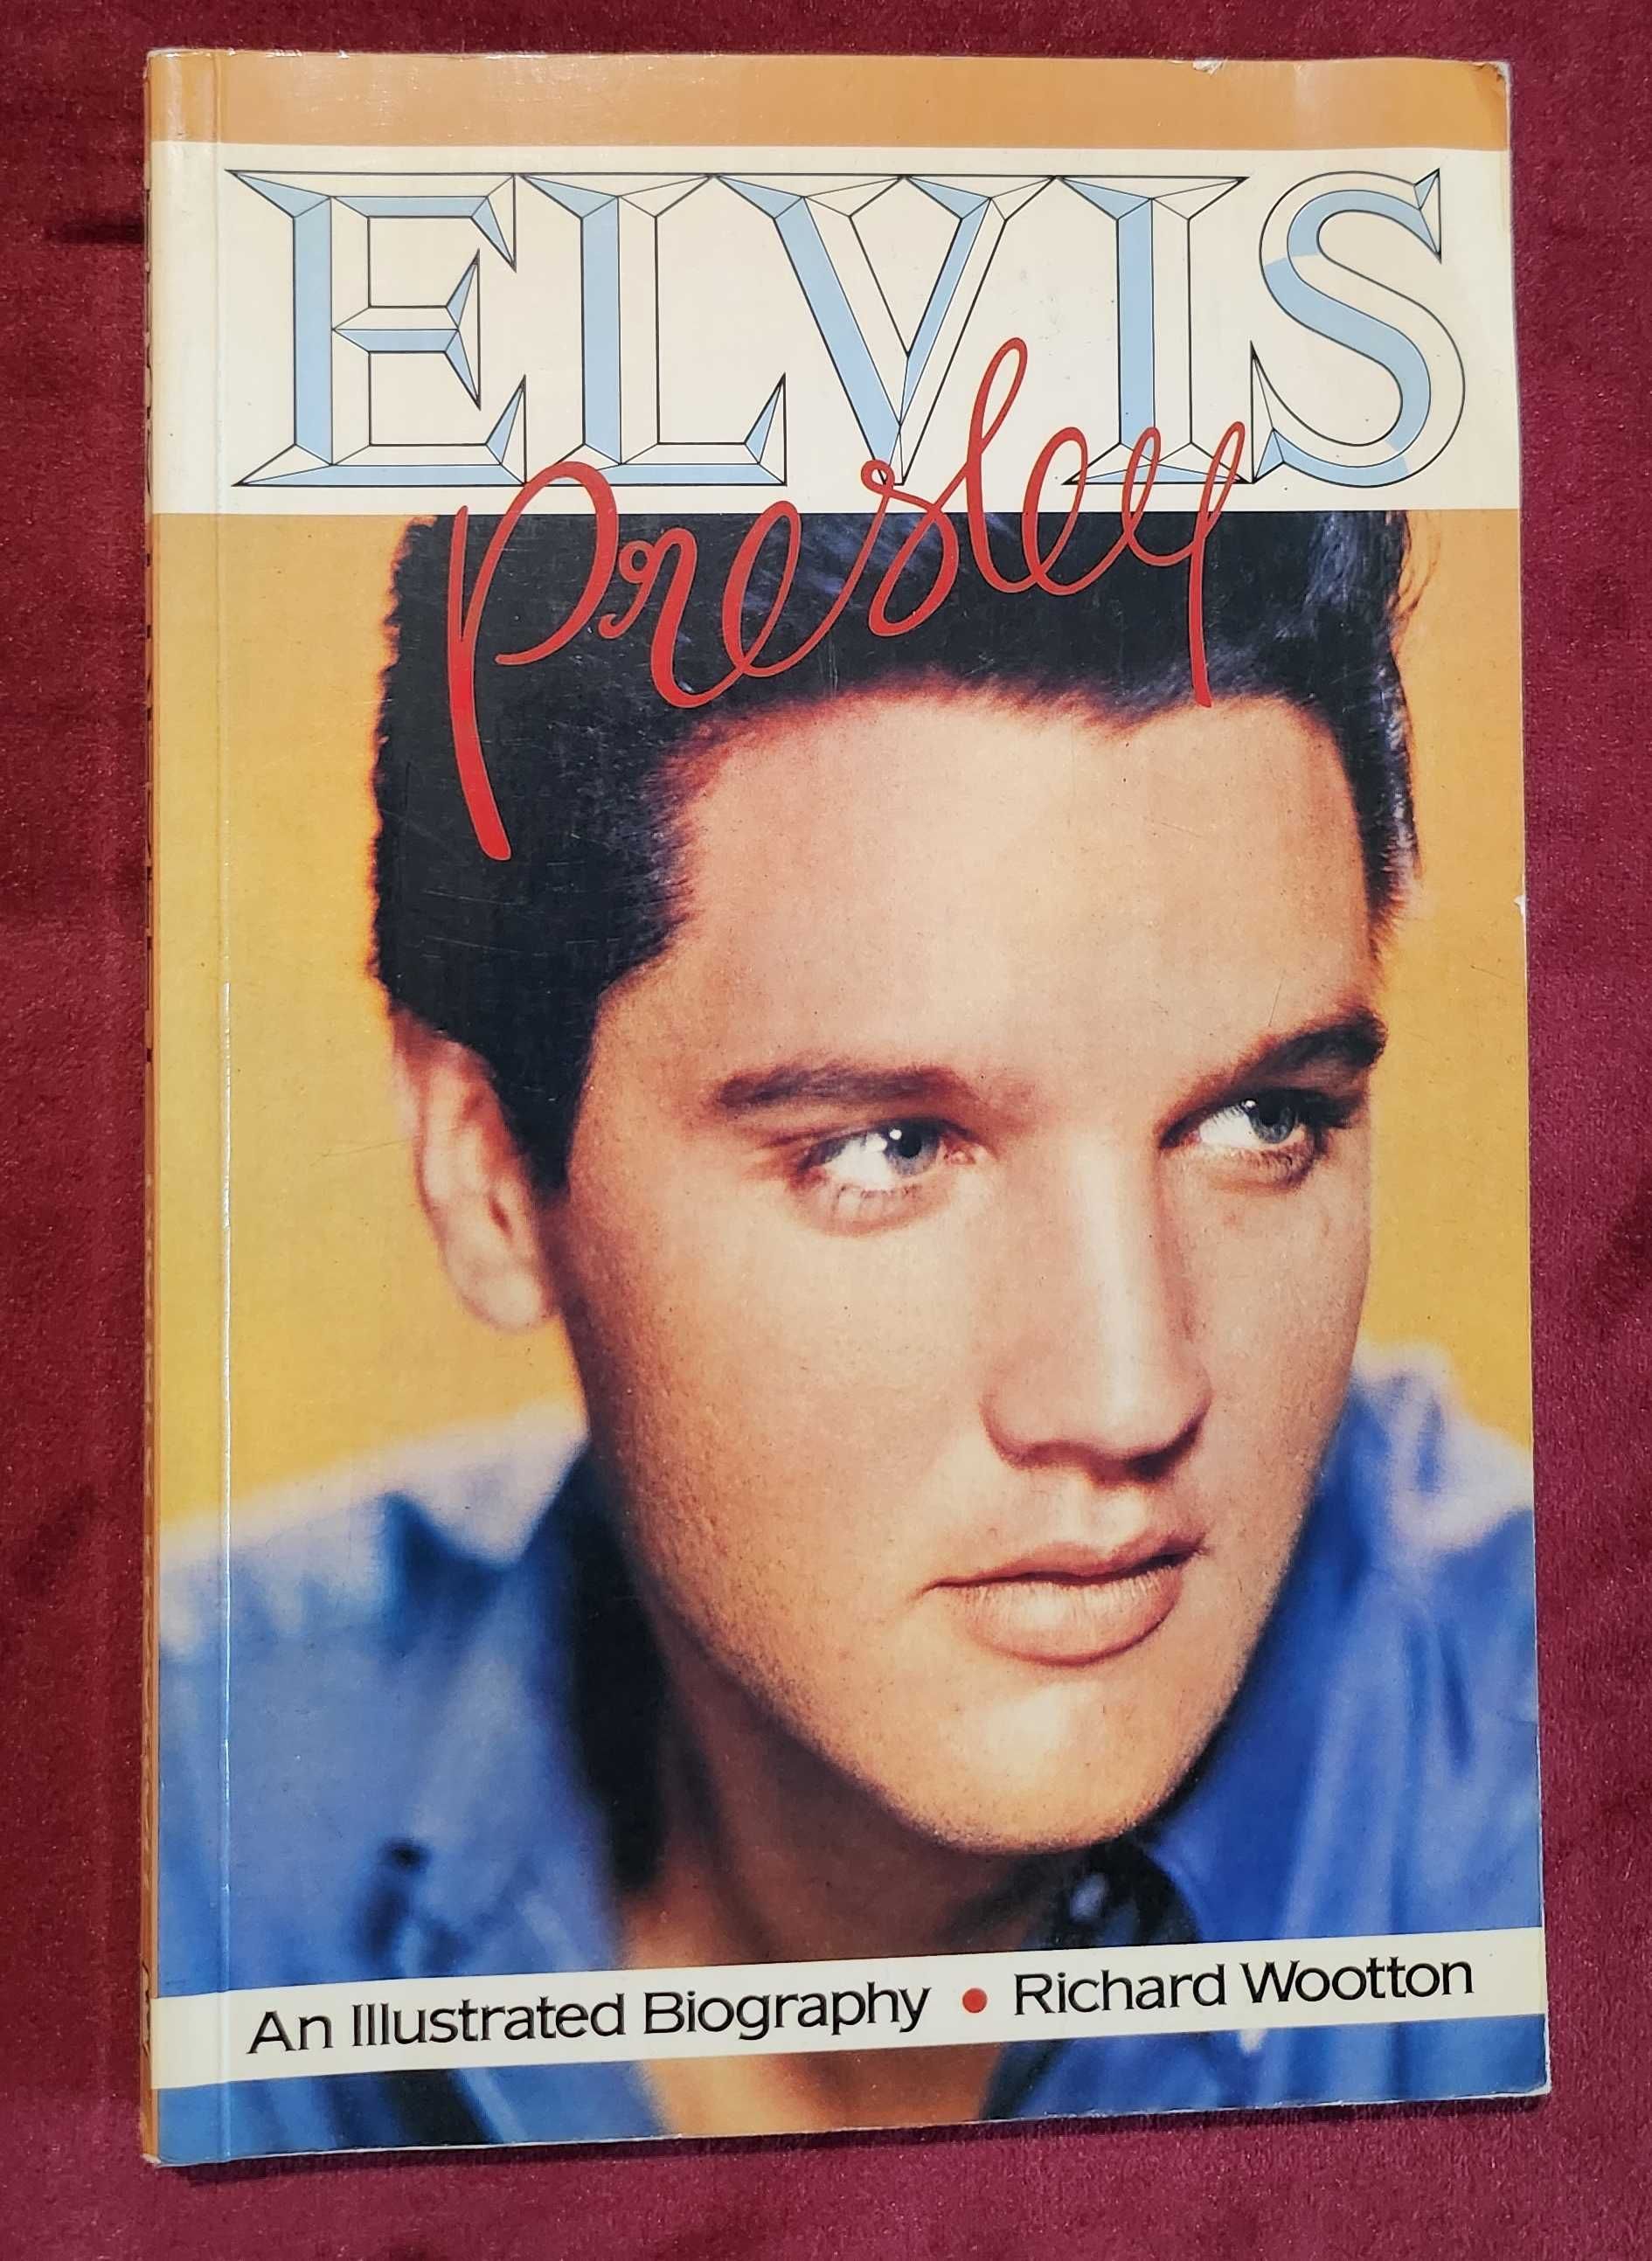 ELVIS
Presley
An Illustrated Biography • Richard Wootton